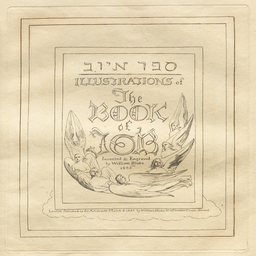 ספר איוב
ILLUSTRATIONS of
The
BOOK
of
JOB
Invented & Engraved
by William Blake
1825